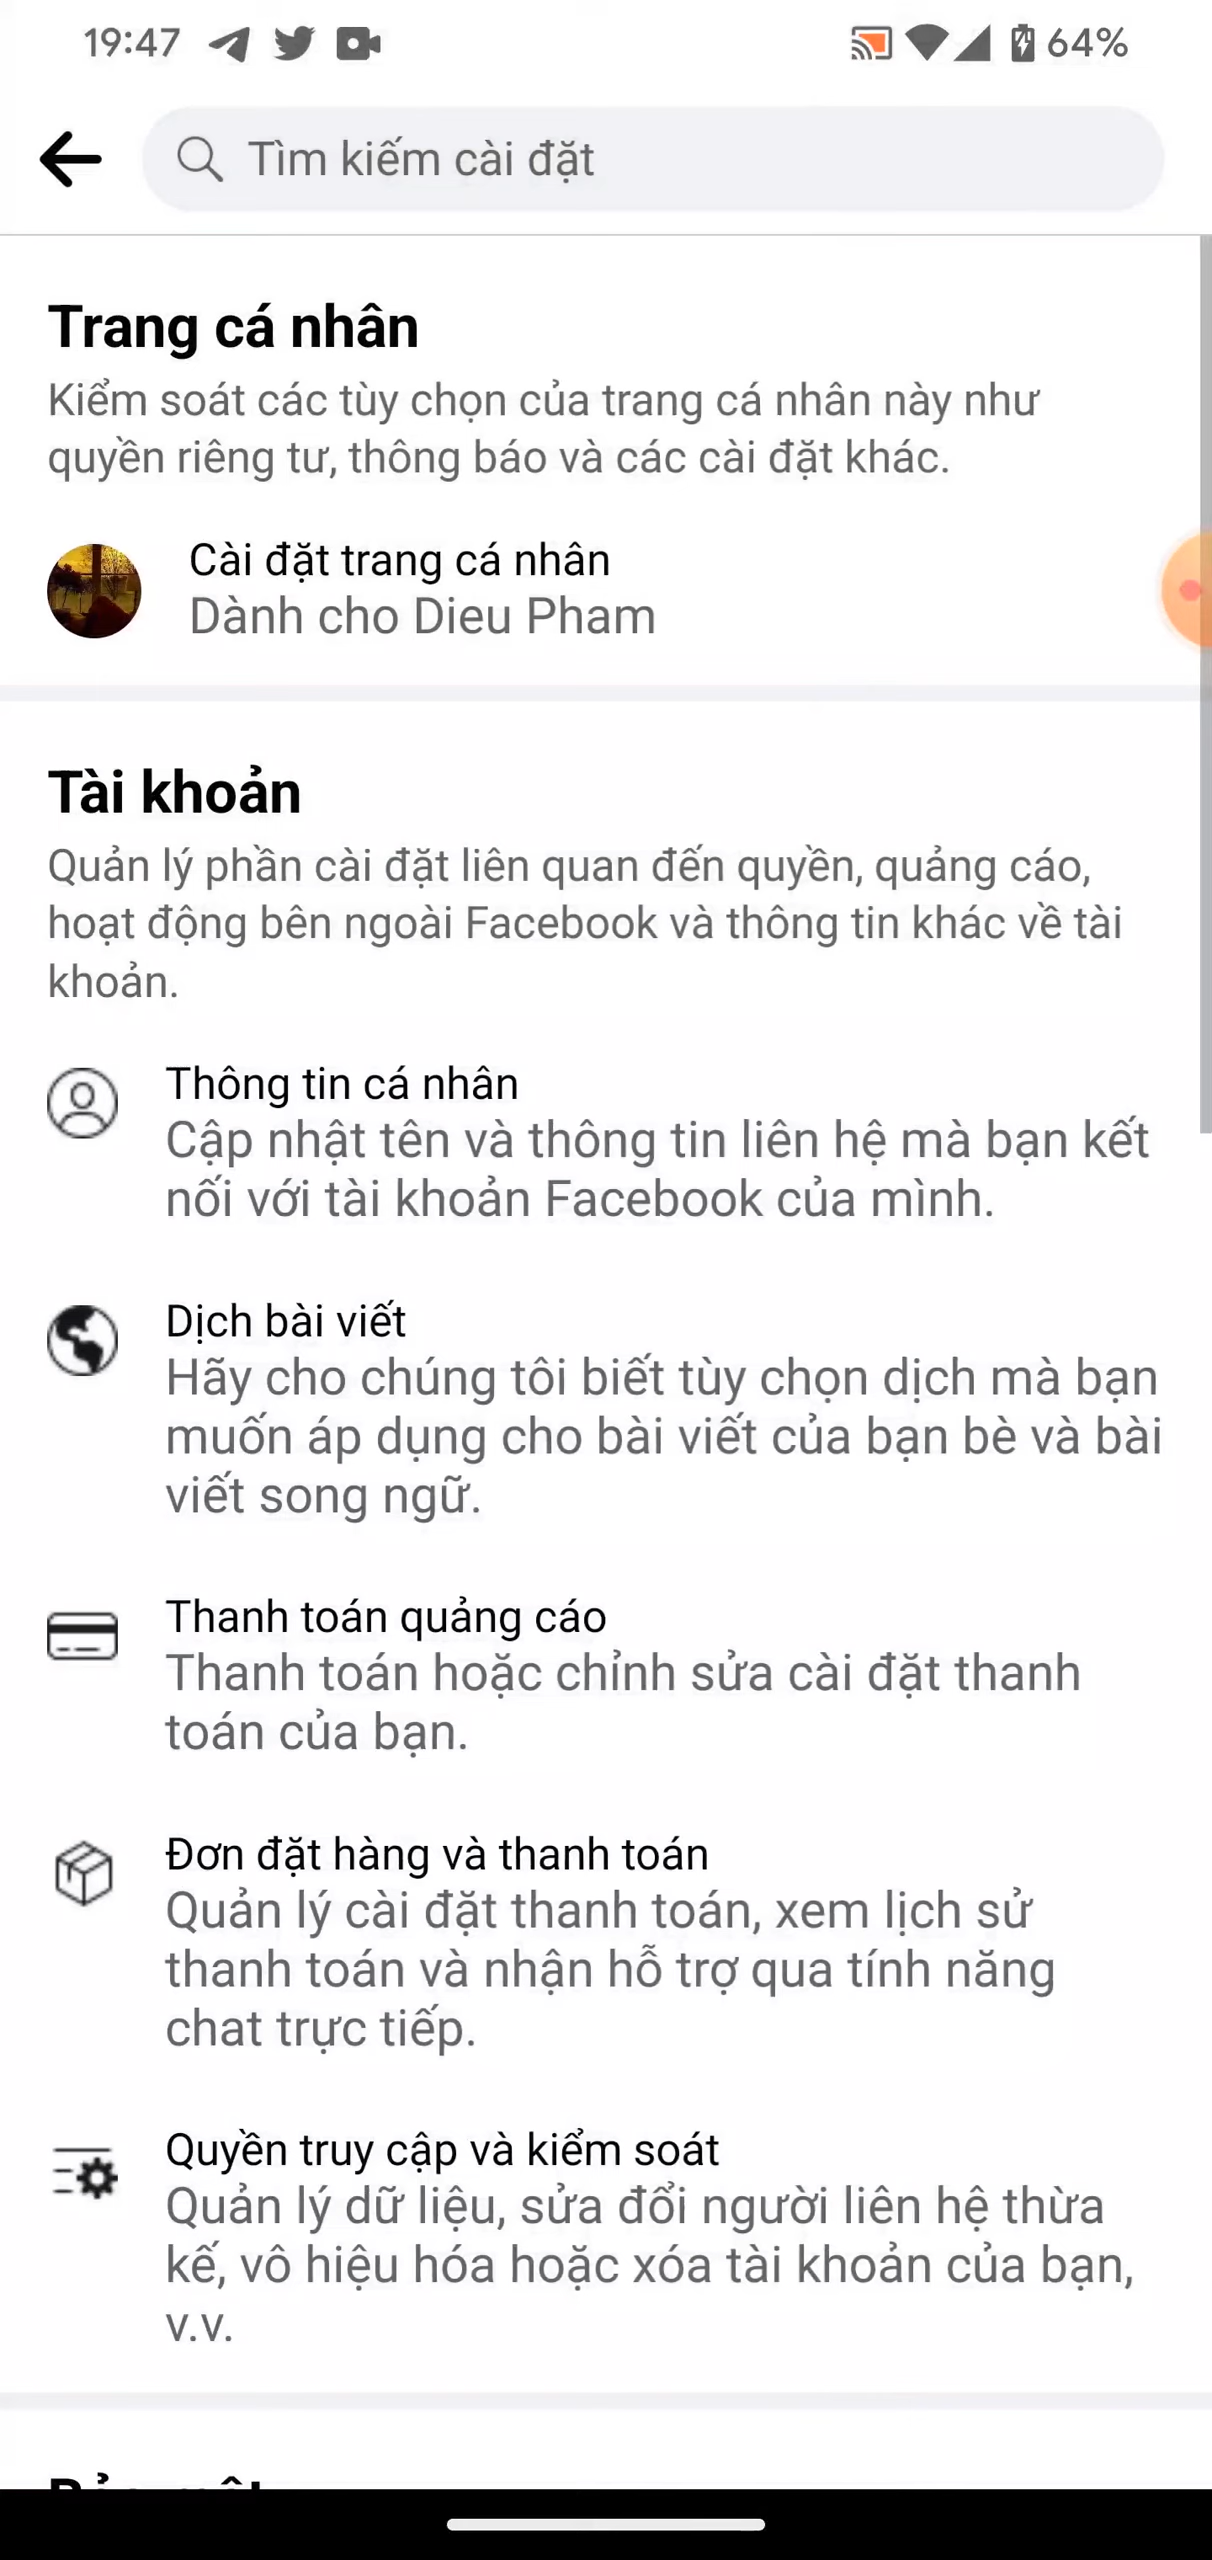 19:47
64%
Tìm kiếm cài đặt
Trang cá nhân
Kiểm soát các tùy chọn của trang cá nhân này như
quyền riêng tư, thông báo và các cài đặt khác.
Cài đặt trang cá nhân
Dành cho Dieu Pham
Tài khoản
Quản lý phần cài đặt liên quan đến quyền, quảng cáo,
hoạt động bên ngoài Facebook và thông tin khác về tài
khoản.
Thông tin cá nhân
Cập nhật tên và thông tin liên hệ mà bạn kết
nối với tài khoản Facebook của mình.
Dịch bài viết
Hãy cho chúng tôi biết tùy chọn dịch mà bạn
muốn áp dụng cho bài viết của bạn bè và bài
viết song ngữ.
Thanh toán quảng cáo
Thanh toán hoặc chỉnh sửa cài đặt thanh
toán của bạn.
Đơn đặt hàng và thanh toán
Quản lý cài đặt thanh toán, xem lịch sử
thanh toán và nhận hỗ trợ qua tính năng
chat trực tiếp.
Quyền truy cập và kiểm soát
Quản lý dữ liệu, sửa đổi người liên hệ thừa
kế, vô hiệu hóa hoặc xóa tài khoản của bạn,
v.v.